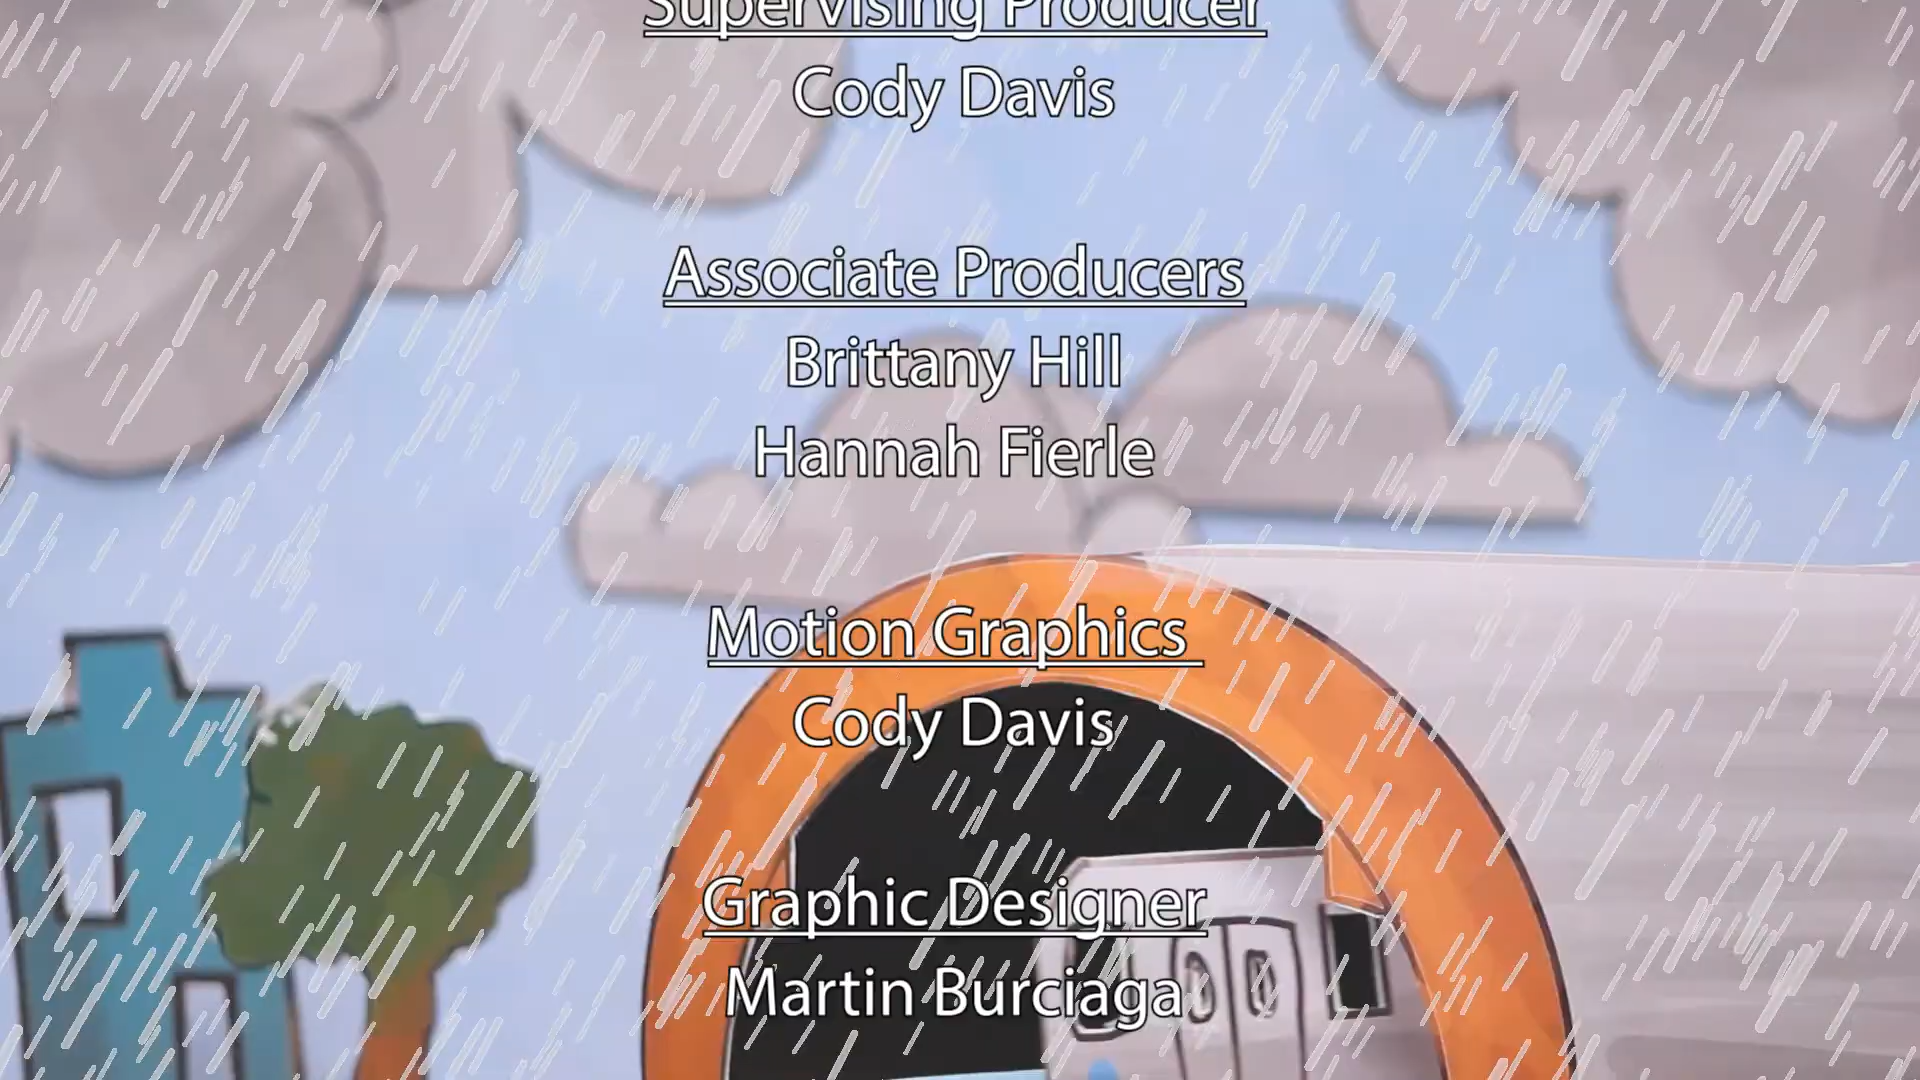 Supervising Producer
Cody Davis
Associate Producers
Brittany Hill
Hannah Fierle
Motion Graphics
Cody Davis
Graphic Designer
Martin Burciaga